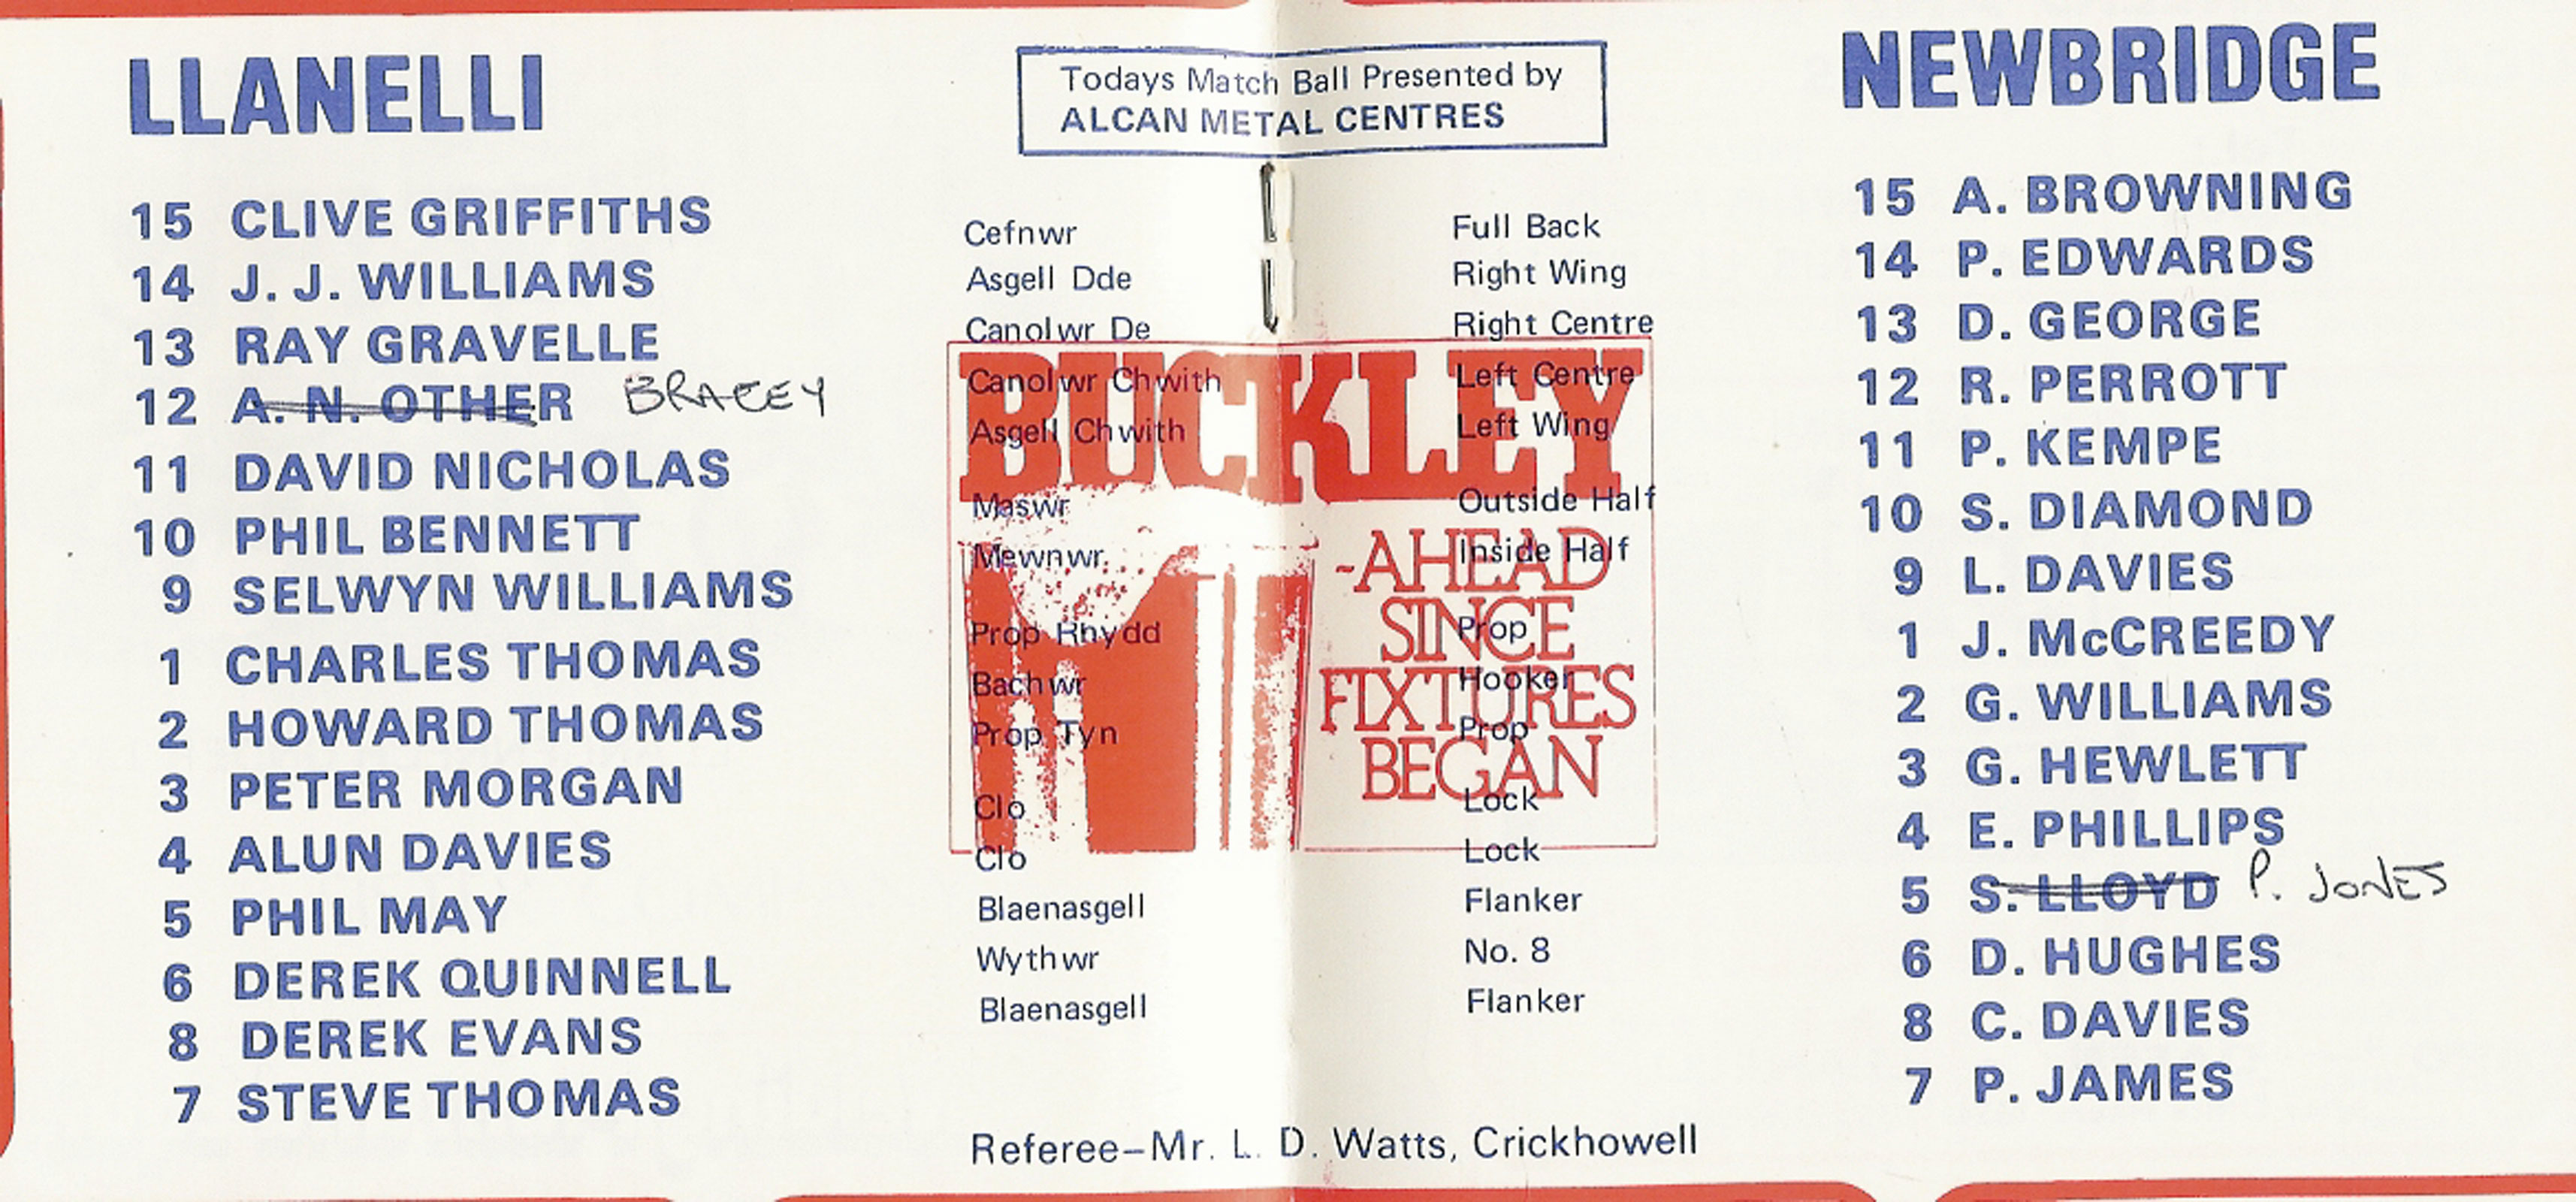 LLANELLI
15 CLIVE GRIFFITHS
14 J. J. WILLIAMS
13 RAY GRAVELLE
12 A. N. OTHER BRACEY
11 DAVID NICHOLAS
10 PHIL BENNETT
9 SELWYN WILLIAMS
1 CHARLES THOMAS
2 HOWARD THOMAS
3 PETER MORGAN
4 ALUN DAVIES
5 PHIL MAY
6 DEREK QUINNELL
8 DEREK EVANS
7 STEVE THOMAS
Todays Match Ball Presented by
ALCAN METAL CENTRES
Cefnwr Full Back
Asgell Dde Right Wing
Canolwr De Right Centre
Canolwr Chwith Left Centre
Asgell Chwith Left Wing
Maswr Outside Half
Mewnwr Inside Half
Prop Rhydd Prop
Bachwr Hooker
Prop Tyn Prop
Clo Lock
Clo Lock
Blaenasgell Flanker
Wythwr No. 8
Blaenasgell Flanker
BUCKLEY
-AHEAD
SINCE
FIXTURES
BEGAN
Referee-Mr. L. D. Watts, Crickhowell
NEWBRIDGE
15 A. BROWNING
14 P. EDWARDS
13 D. GEORGE
12 R. PERROTT
11 P. KEMPE
10 S. DIAMOND
9 L. DAVIES
1 J. McCREEDY
2 G. WILLIAMS
3 G. HEWLETT
4 E. PHILLIPS
5 S. LLOYD P. JONES
6 D. HUGHES
8 C. DAVIES
7 P. JAMES